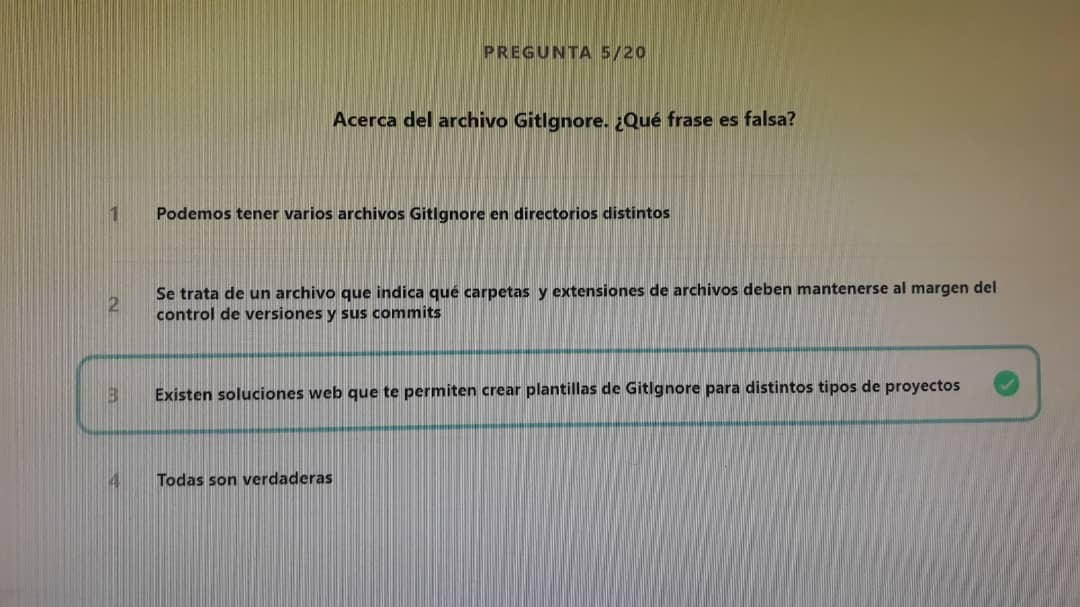 PREGUNTA 5/20
Acerca del archivo GitIgnore. ¿Qué frase es falsa?
1 Podemos tener varios archivos GitIgnore en directorios distintos
2 Se trata de un archivo que indica qué carpetas y extensiones de archivos deben mantenerse al margen del
control de versiones y sus commits
3 Existen soluciones web que te permiten crear plantillas de GitIgnore para distintos tipos de proyectos
4 Todas son verdaderas